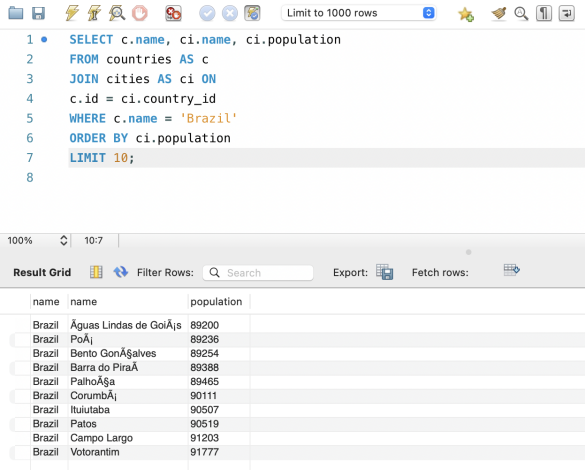 Limit to 1000 rows
1 SELECT c.name, ci.name, ci.population
2 FROM countries AS c
3 JOIN cities AS ci ON
4 c.id = ci.country_id
5 WHERE c.name = 'Brazil'
6 ORDER BY ci.population
7 LIMIT 10;
8
100% 10:7
Result Grid Filter Rows: Search Export: Fetch rows:
name name population
Brazil Ãguas Lindas de GoiÃ¡s 89200
Brazil PoÃ¡ 89236
Brazil Bento GonÃ§alves 89254
Brazil Barra do PiraÃ 89388
Brazil PalhoÃ§a 89465
Brazil CorumbÃ¡ 90111
Brazil Ituiutaba 90507
Brazil Patos 90519
Brazil Campo Largo 91203
Brazil Votorantim 91777